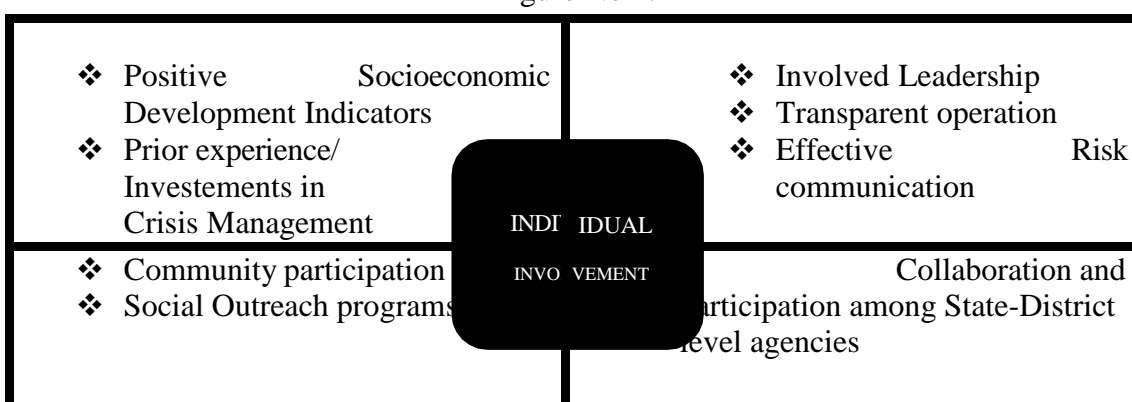 ❖ Positive Socioeconomic
Development Indicators
❖ Prior experience/
Investements in
Crisis Management
❖ Involved Leadership
❖ Transparent operation
❖ Effective Risk
communication
INDI IDUAL
INVO VEMENT
❖ Community participation
❖ Social Outreach programs
Collaboration and
articipation among State-District
level agencies